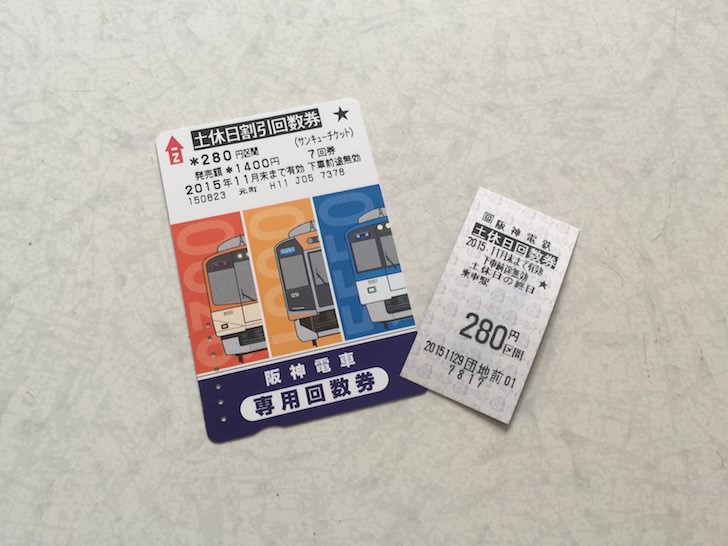 土休日割引回数券
★
(サンキューチケット)
*280円区間 7回券
発売額*1400円
2015年11月末まで有効 下車前途無効
150823 元町 H11 J05 7378
IN
9501
1251
5501
阪神電車
専用回数券
回阪神電鉄
土休日回数券
2015.11月末まで有効
下車前途無効
土休日の終日
乗車駅 ★
280円
区間
20151129団地前01
7817